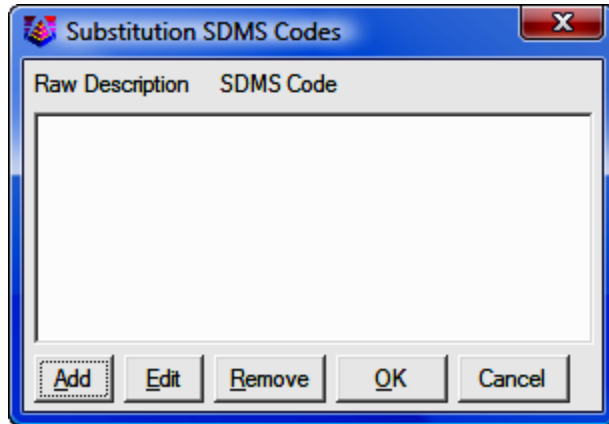 Substitution SDMS Codes
X
Raw Description SDMS Code
Add Edit Remove OK Cancel